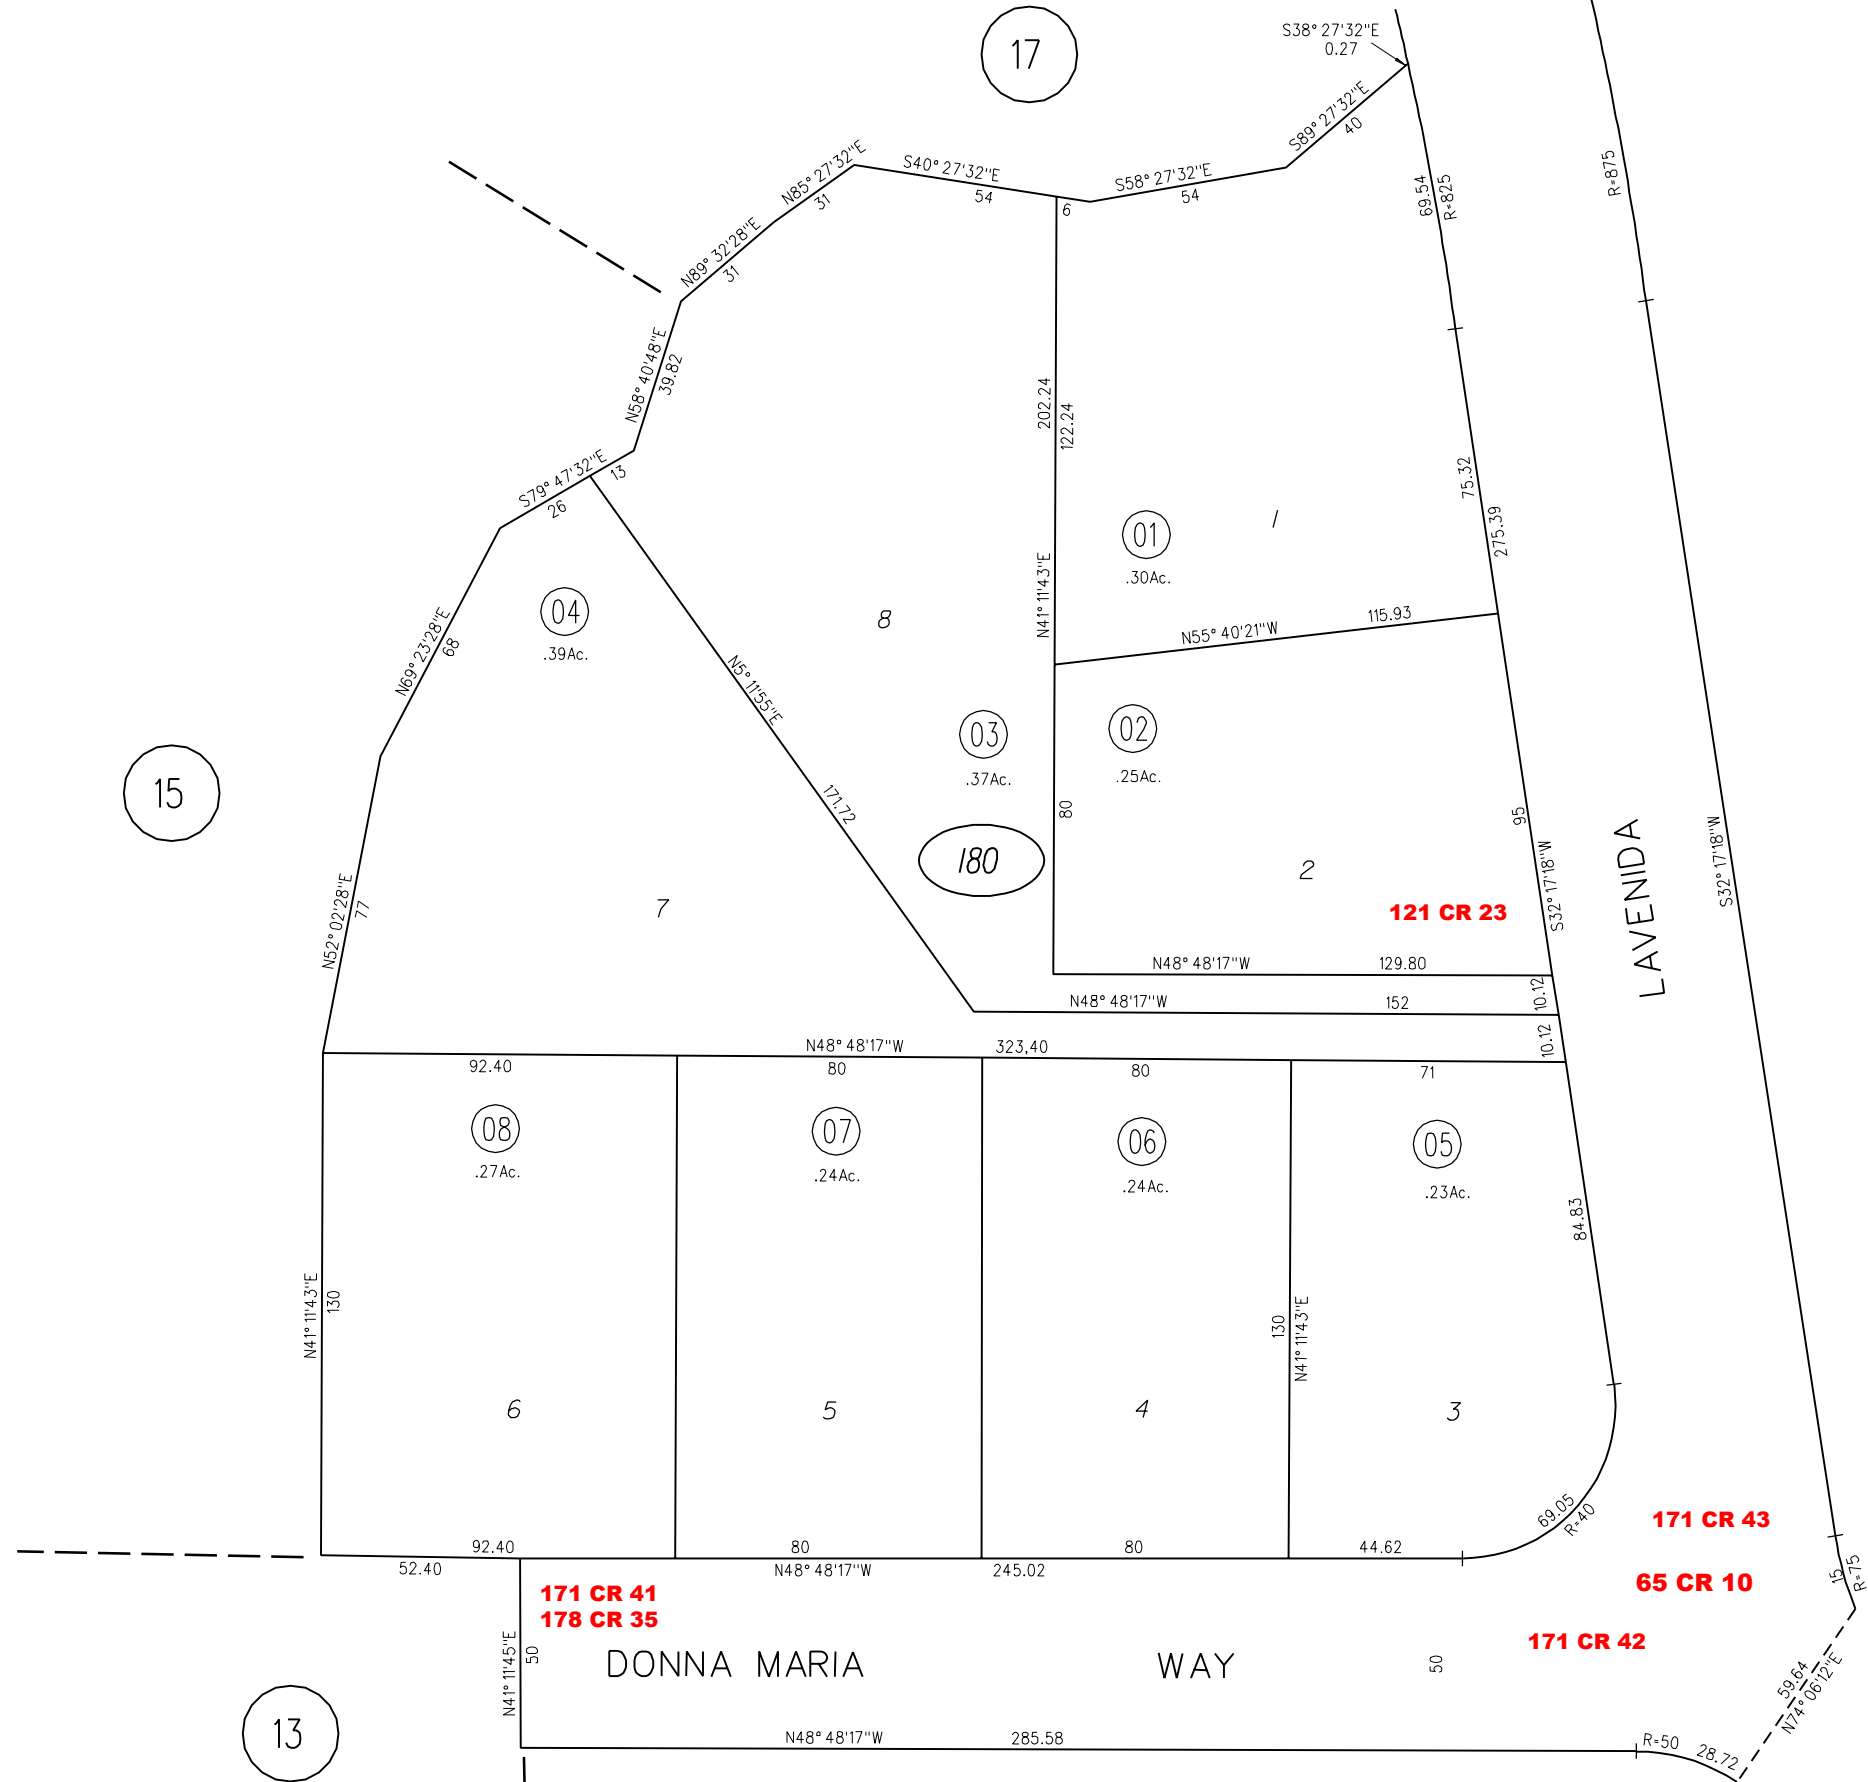 17
S38° 27'32"E
0.27
S89° 27'32"E
40
N85° 27'32"E
31
S40° 27'32"E
54
6
S58° 27'32"E
54
69.54
R=825
R=875
N89° 32'28"E
31
N58° 40'48"E
39.82
S79° 47'32"E
26
13
202.24
122.24
75.32
275.39
01
.30Ac.
1
N41° 11'43"E
N55° 40'21"W
115.93
04
.39Ac.
8
N69° 23'28"E
68
N5° 11'55"E
171.72
03
.37Ac.
02
.25Ac.
80
95
15
180
2
121 CR 23
S32° 17'18"W
LAVENIDA
S32° 17'18"W
7
N52° 02'28"E
77
N48° 48'17"W
129.80
10.12
N48° 48'17"W
152
10.12
N48° 48'17"W
323,40
92.40
80
80
71
08
.27Ac.
07
.24Ac.
06
.24Ac.
05
.23Ac.
84.83
N41° 11'43"E
130
130
N41° 11'43"E
6
5
4
3
69.05
R=40
171 CR 43
92.40
80
80
44.62
52.40
N48° 48'17"W
245.02
171 CR 41
178 CR 35
65 CR 10
15
R=75
171 CR 42
N41° 11'45"E
50
DONNA MARIA WAY
50
59.64
N74° 06'12"E
13
N48° 48'17"W
285.58
R=50
28.72